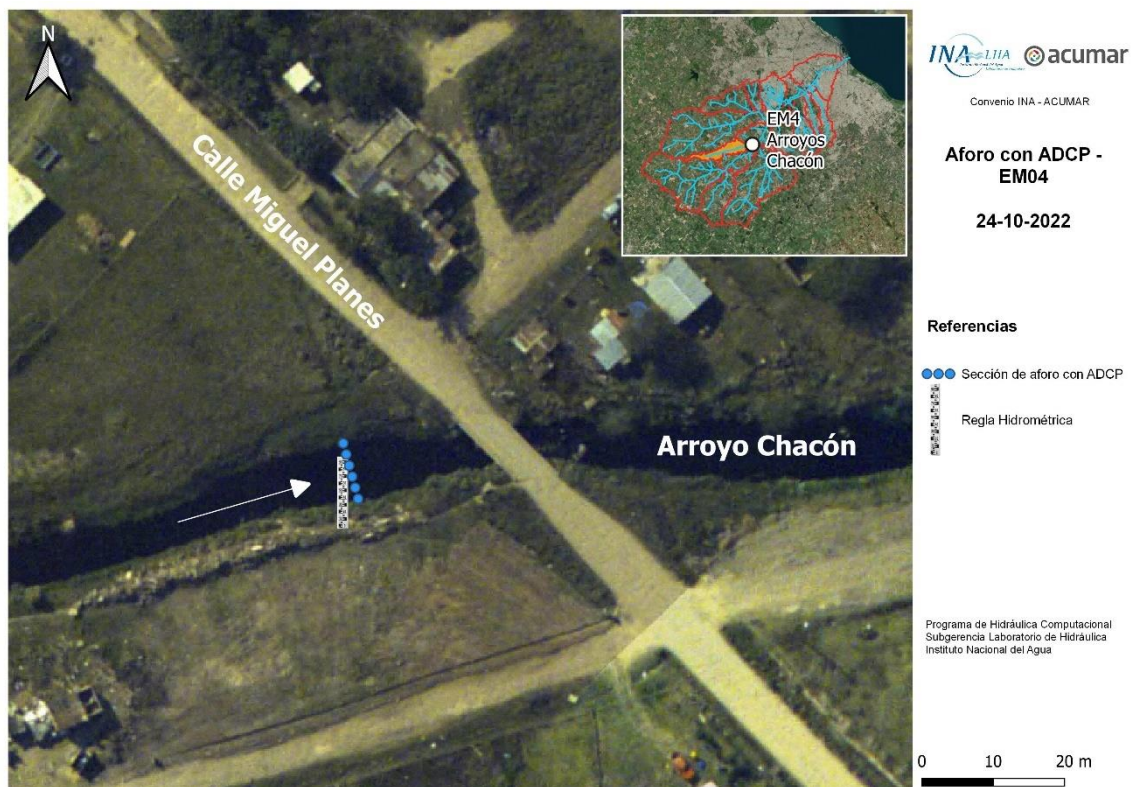 N
Calle Miguel Planes
Arroyo Chacón
EM4
Arroyos
Chacón
INA
LHA
acumar
Convenio INA - ACUMAR
Aforo con ADCP -
EM04
24-10-2022
Referencias
Sección de aforo con ADCP
Regla Hidrométrica
Programa de Hidráulica Computacional
Subgerencia Laboratorio de Hidráulica
Instituto Nacional del Agua
0 10 20 m